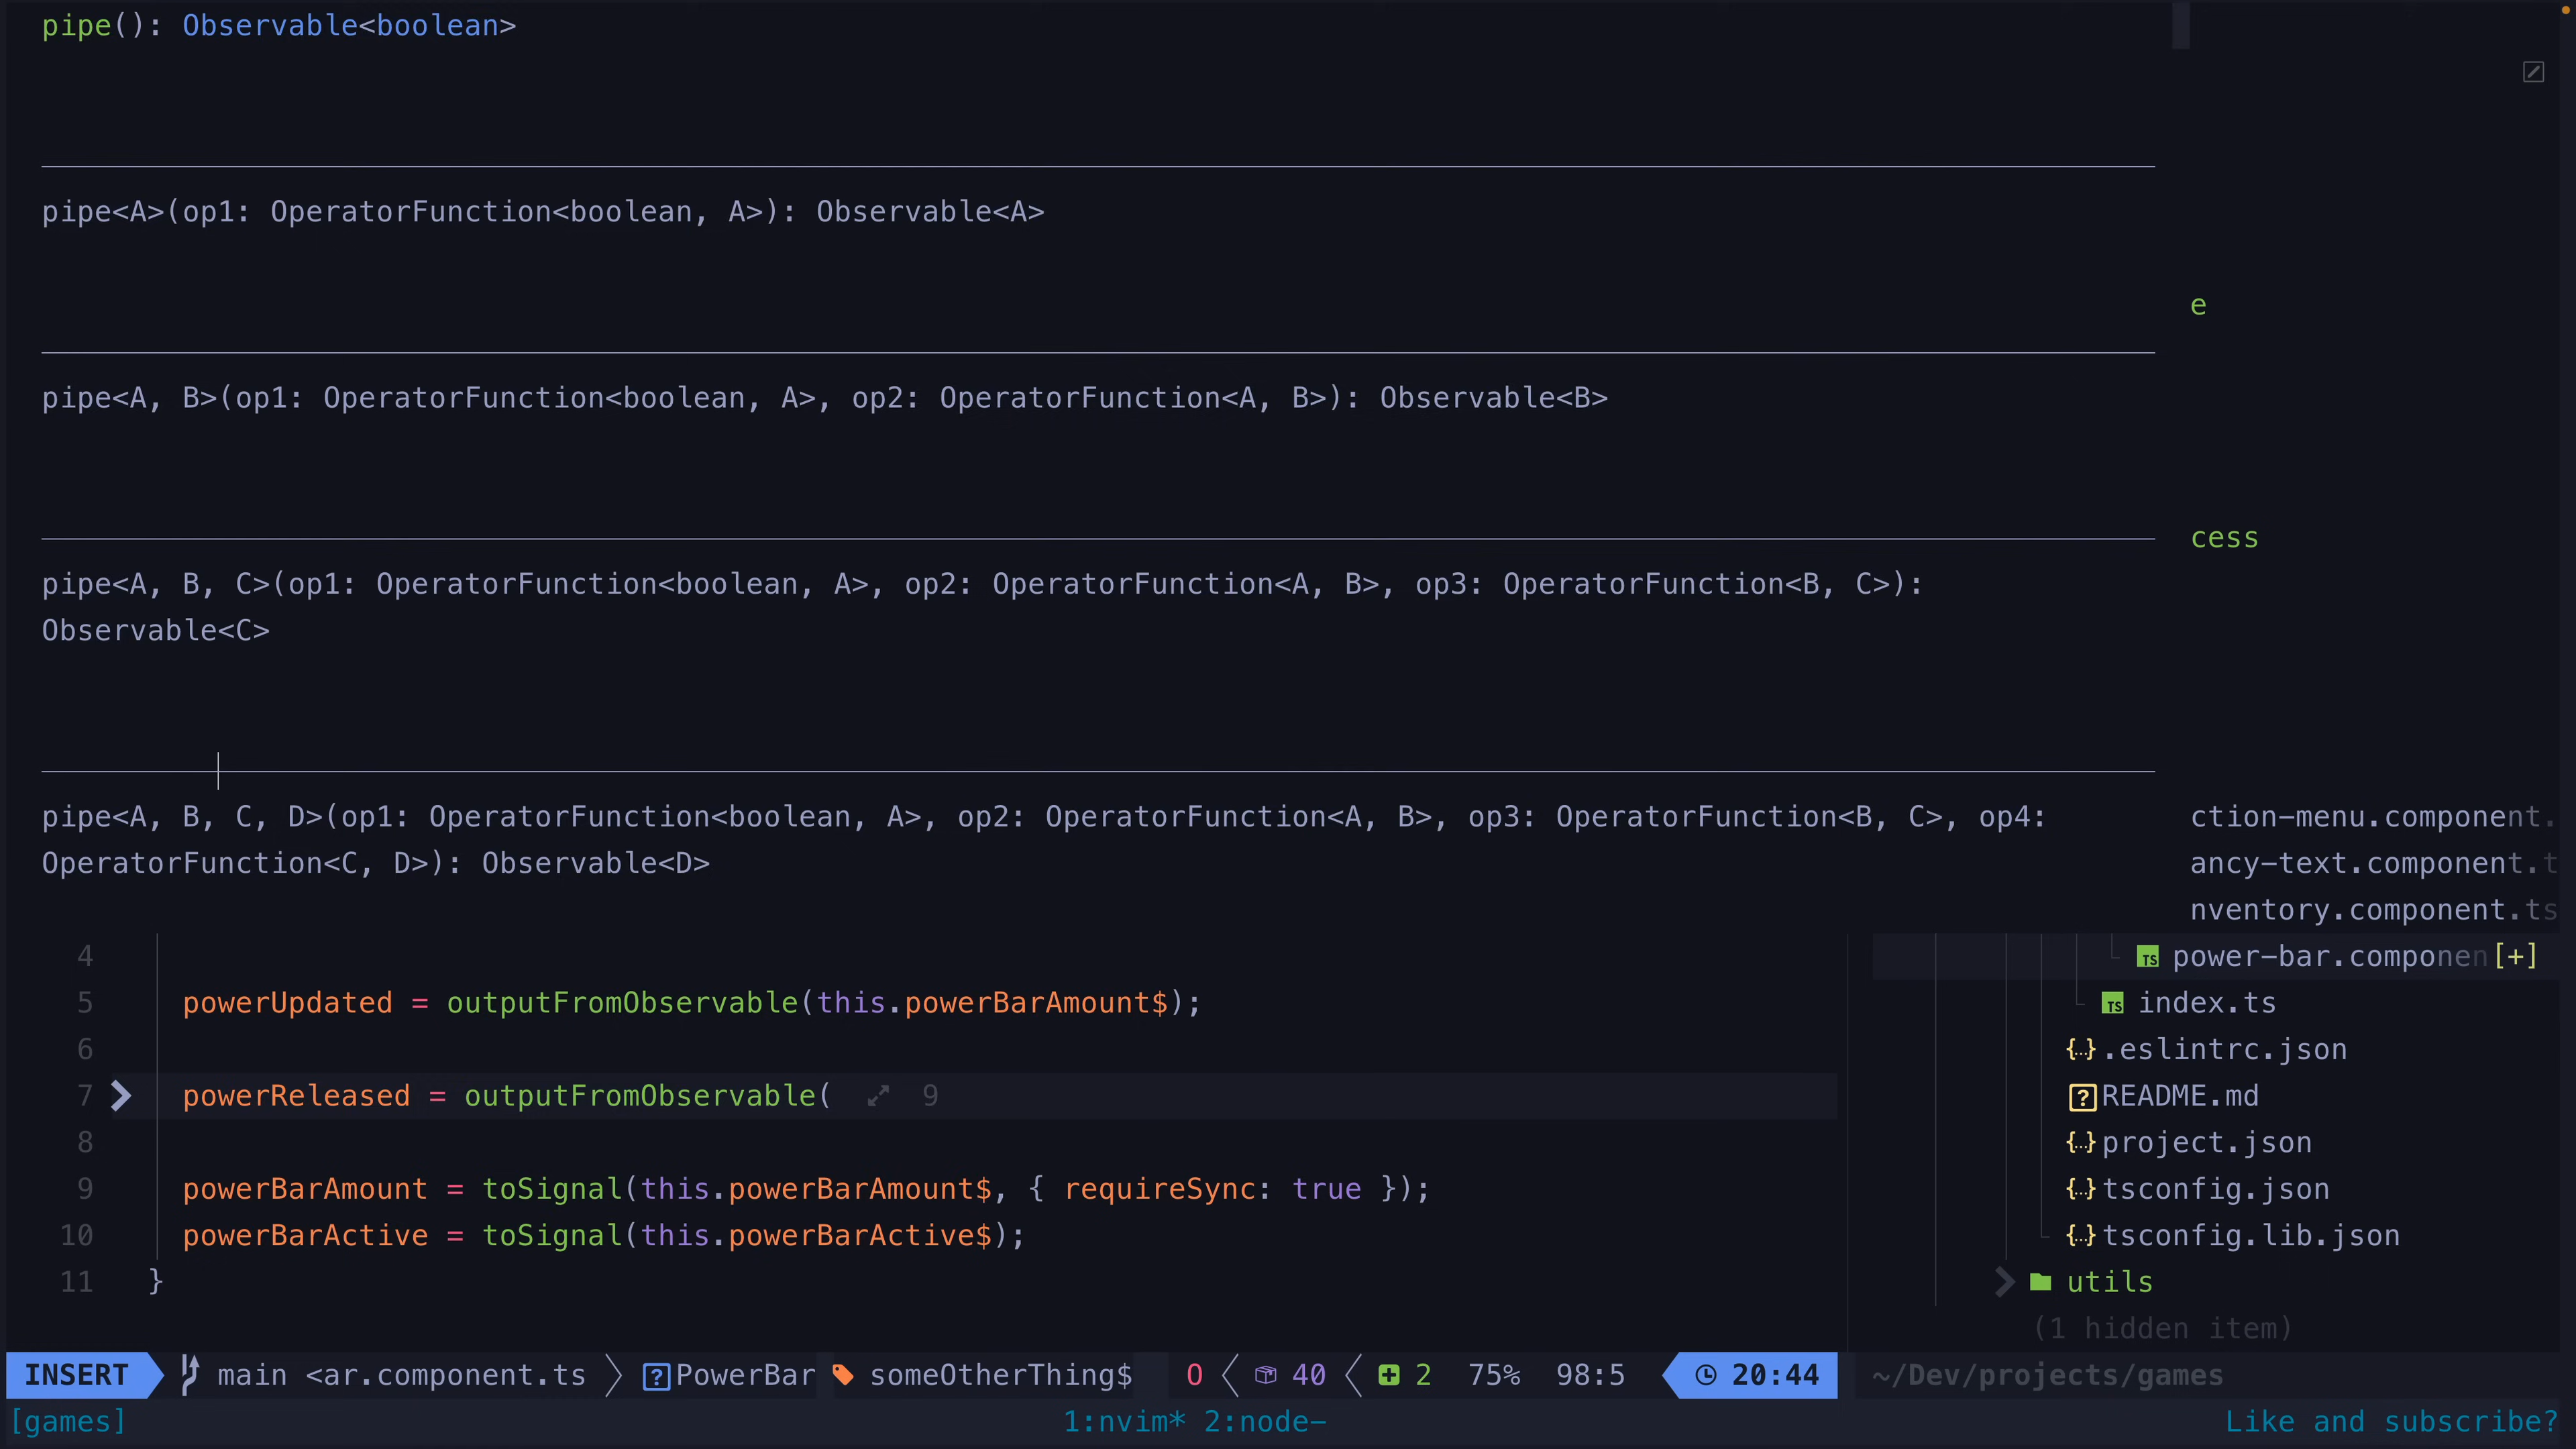 pipe(): Observable<boolean>
pipe<A>(op1: OperatorFunction<boolean, A>): Observable<A>
e
pipe<A, B>(op1: OperatorFunction<boolean, A>, op2: OperatorFunction<A, B>): Observable<B>
cess
pipe<A, B, C>(op1: OperatorFunction<boolean, A>, op2: OperatorFunction<A, B>, op3: OperatorFunction<B, C>):
Observable<C>
pipe<A, B, C, D>(op1: OperatorFunction<boolean, A>, op2: OperatorFunction<A, B>, op3: OperatorFunction<B, C>, op4:
OperatorFunction<C, D>): Observable<D>
ction-menu.component.
ancy-text.component.t
nventory.component.ts
4
5 powerUpdated = outputFromObservable(this.powerBarAmount$);
6
7 powerReleased = outputFromObservable( 9
8
9 powerBarAmount = toSignal(this.powerBarAmount$, { requireSync: true });
10 powerBarActive = toSignal(this.powerBarActive$);
11 }
TS power-bar.componen[+]
TS index.ts
{..} .eslintrc.json
README.md
{..} project.json
{..} tsconfig.json
{..} tsconfig.lib.json
utils
(1 hidden item)
INSERT main <ar.component.ts PowerBar someOtherThing$ O 40 2 75% 98:5 20:44 ~/Dev/projects/games
[games] 1:nvim* 2:node- Like and subscribe?